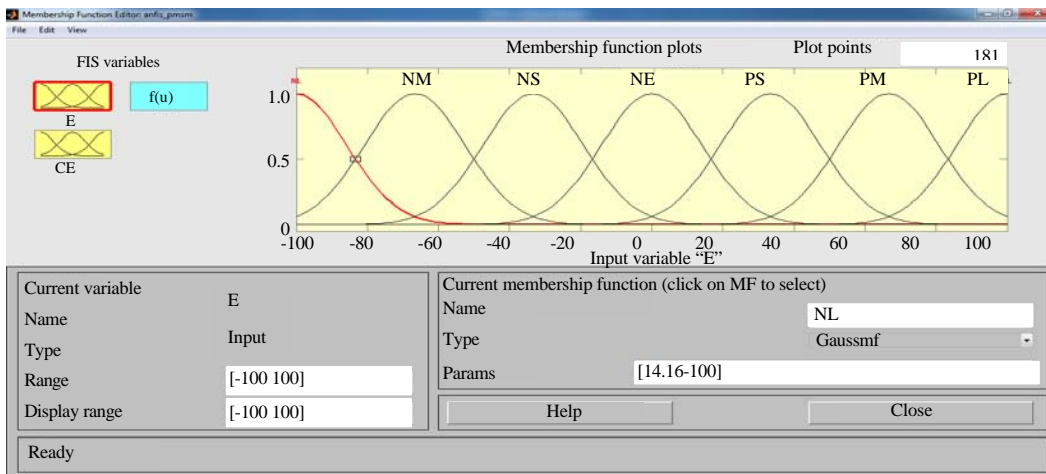 Membership Function Editor: anfis_pmsm
File Edit View
FIS variables
f(u)
E
CE
Membership function plots
Plot points
181
NL NM NS NE PS PM PL
1.0
0.5
0
-100 -80 -60 -40 -20 0 20 40 60 80 100
Input variable “E”
Current variable
Name E
Type Input
Range [-100 100]
Display range [-100 100]
Current membership function (click on MF to select)
Name NL
Type Gaussmf
Params [14.16-100]
Help Close
Ready